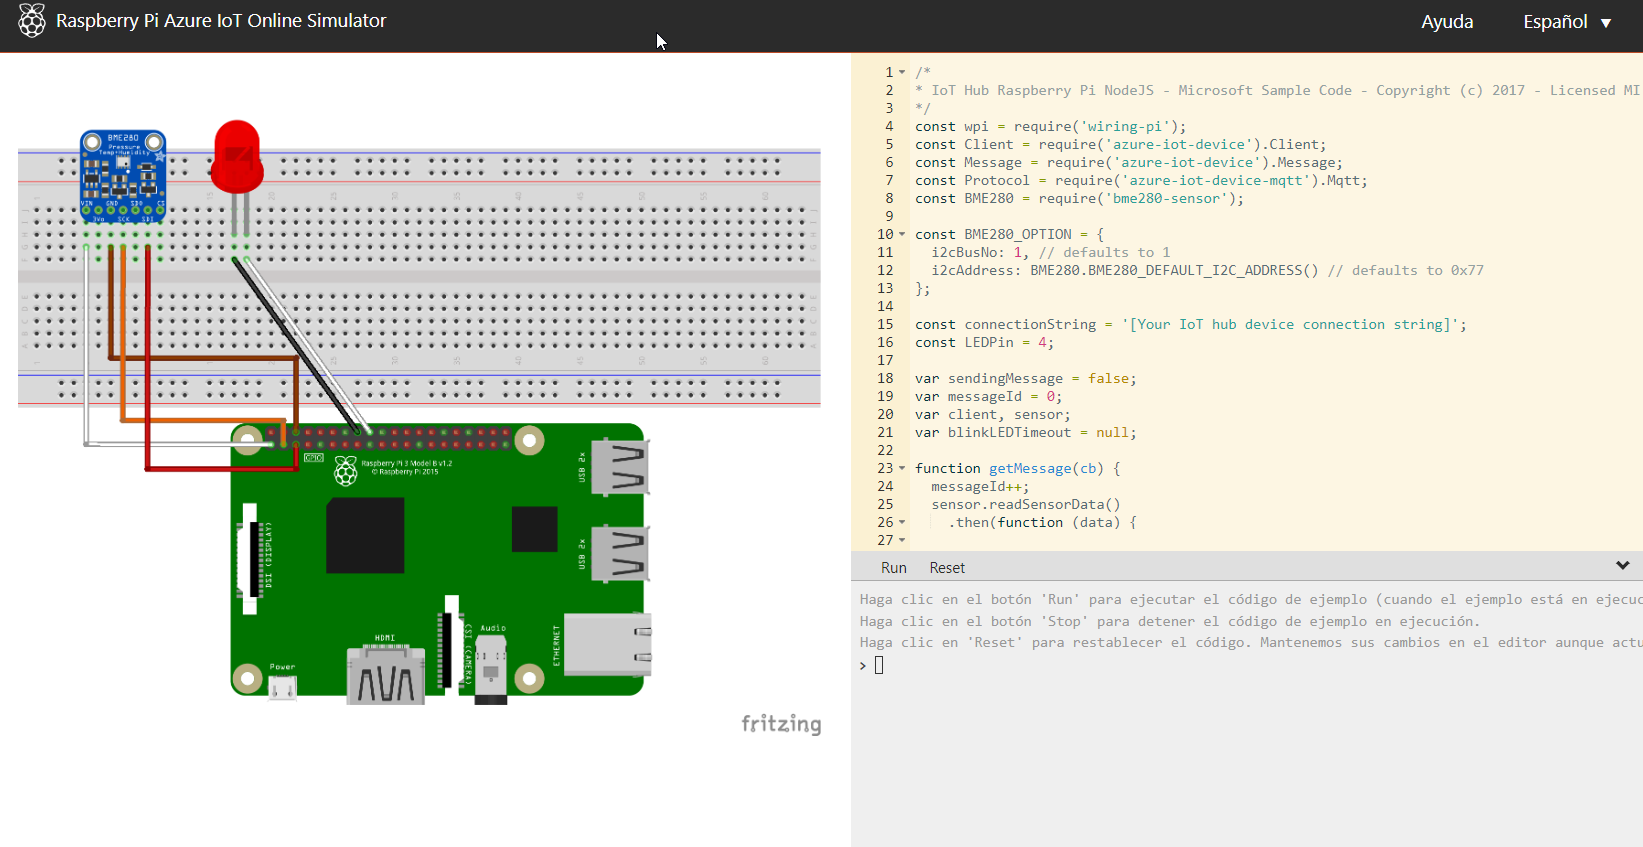 Raspberry Pi Azure IoT Online Simulator
Ayuda
Español ▼
BME280
Pressure
Temp+Humidity
VIN GND SDO CS
3Vo SCK SDI
GPIO
Raspberry Pi 3 Model B v1.2
© Raspberry Pi 2015
USB 2x
USB 2x
DSI (DISPLAY)
CSI (CAMERA)
ETHERNET
Audio
HDMI
Power
fritzing
1 /*
2 * IoT Hub Raspberry Pi NodeJS - Microsoft Sample Code - Copyright (c) 2017 - Licensed MI
3 */
4 const wpi = require('wiring-pi');
5 const Client = require('azure-iot-device').Client;
6 const Message = require('azure-iot-device').Message;
7 const Protocol = require('azure-iot-device-mqtt').Mqtt;
8 const BME280 = require('bme280-sensor');
9
10 const BME280_OPTION = {
11 i2cBusNo: 1, // defaults to 1
12 i2cAddress: BME280.BME280_DEFAULT_I2C_ADDRESS() // defaults to 0x77
13 };
14
15 const connectionString = '[Your IoT hub device connection string]';
16 const LEDPin = 4;
17
18 var sendingMessage = false;
19 var messageId = 0;
20 var client, sensor;
21 var blinkLEDTimeout = null;
22
23 function getMessage(cb) {
24 messageId++;
25 sensor.readSensorData()
26 .then(function (data) {
27
Run Reset
Haga clic en el botón 'Run' para ejecutar el código de ejemplo (cuando el ejemplo está en ejecuc
Haga clic en el botón 'Stop' para detener el código de ejemplo en ejecución.
Haga clic en 'Reset' para restablecer el código. Mantenemos sus cambios en el editor aunque actu
>